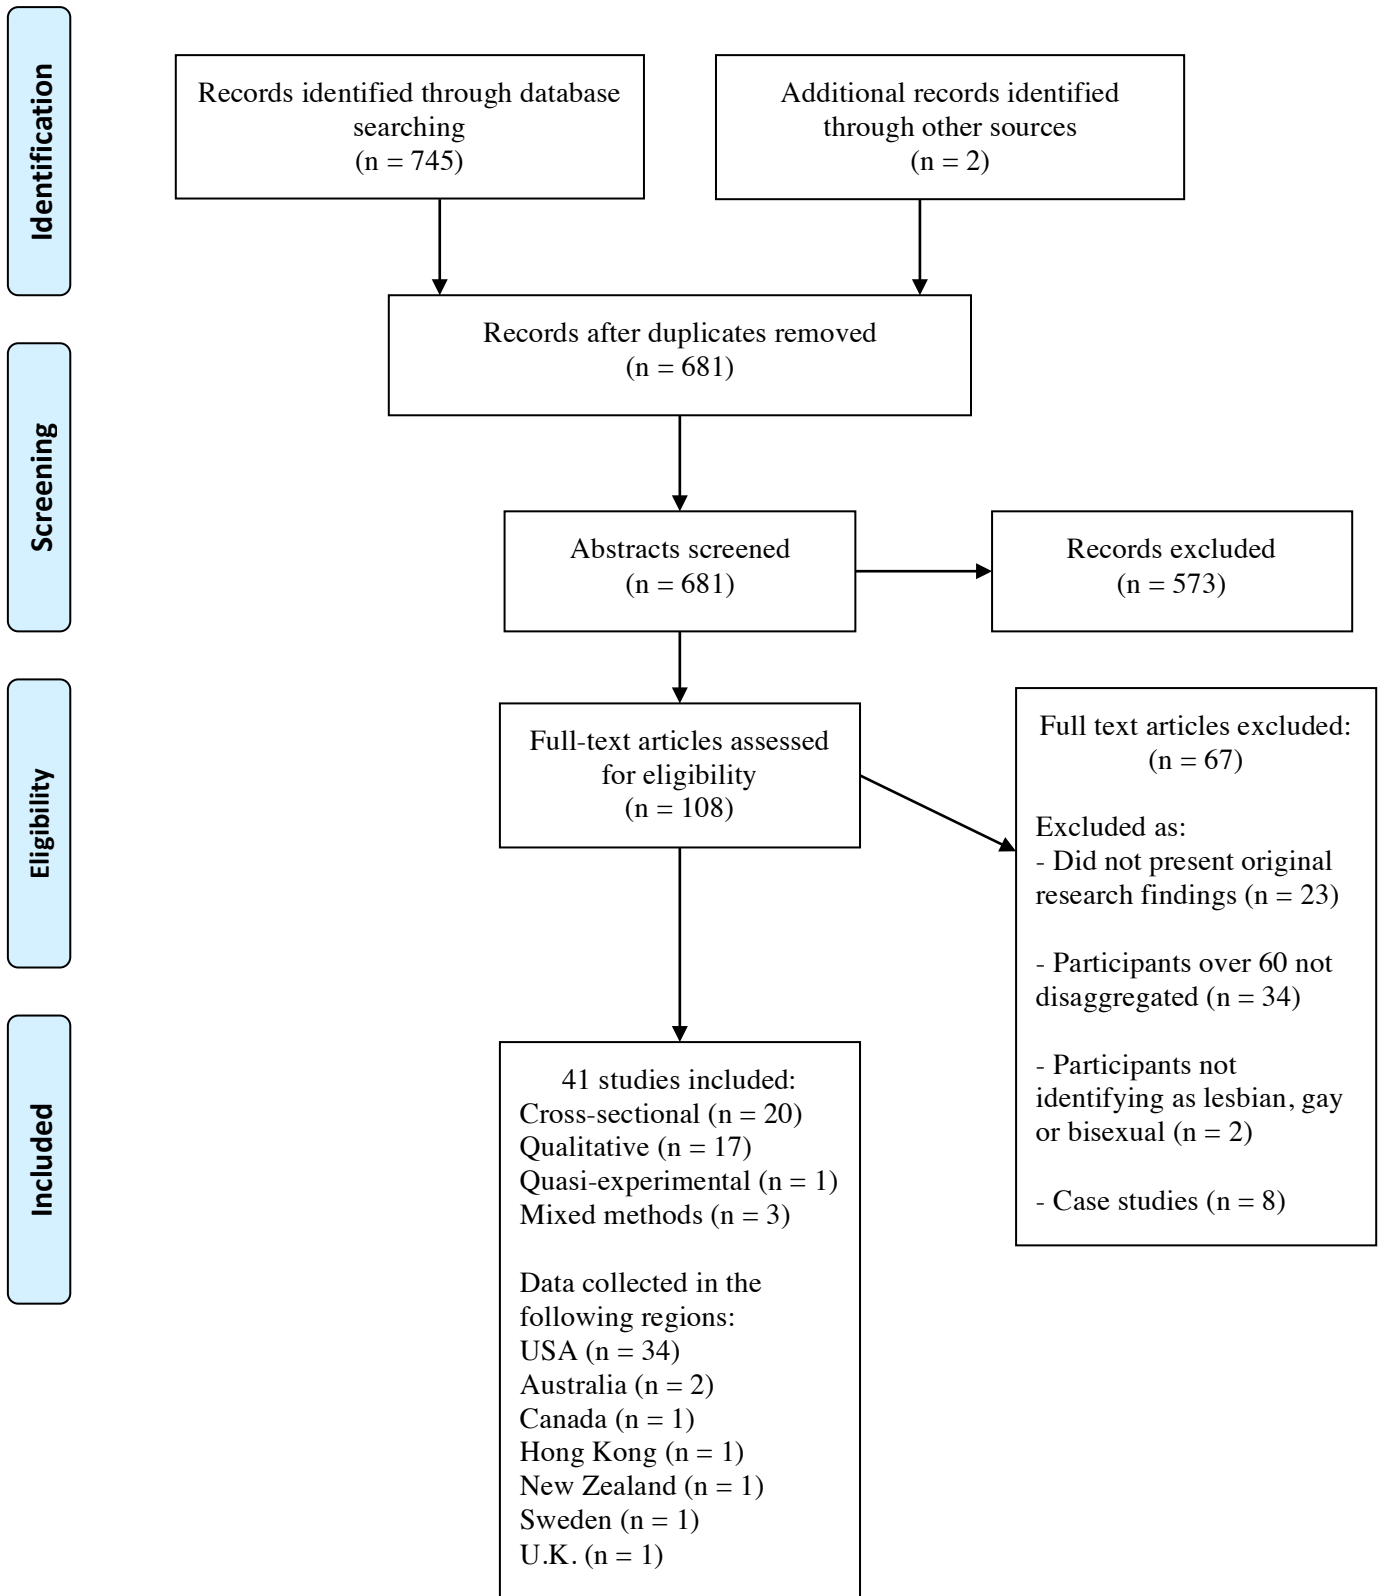 Identification
Records identified through database
searching
(n = 745)
Additional records identified
through other sources
(n = 2)
Records after duplicates removed
(n = 681)
Screening
Abstracts screened
(n = 681)
Records excluded
(n = 573)
Eligibility
Full-text articles assessed
for eligibility
(n = 108)
Full text articles excluded:
(n = 67)
Excluded as:
- Did not present original
research findings (n = 23)
- Participants over 60 not
disaggregated (n = 34)
- Participants not
identifying as lesbian, gay
or bisexual (n = 2)
- Case studies (n = 8)
Included
41 studies included:
Cross-sectional (n = 20)
Qualitative (n = 17)
Quasi-experimental (n = 1)
Mixed methods (n = 3)
Data collected in the
following regions:
USA (n = 34)
Australia (n = 2)
Canada (n = 1)
Hong Kong (n = 1)
New Zealand (n = 1)
Sweden (n = 1)
U.K. (n = 1)